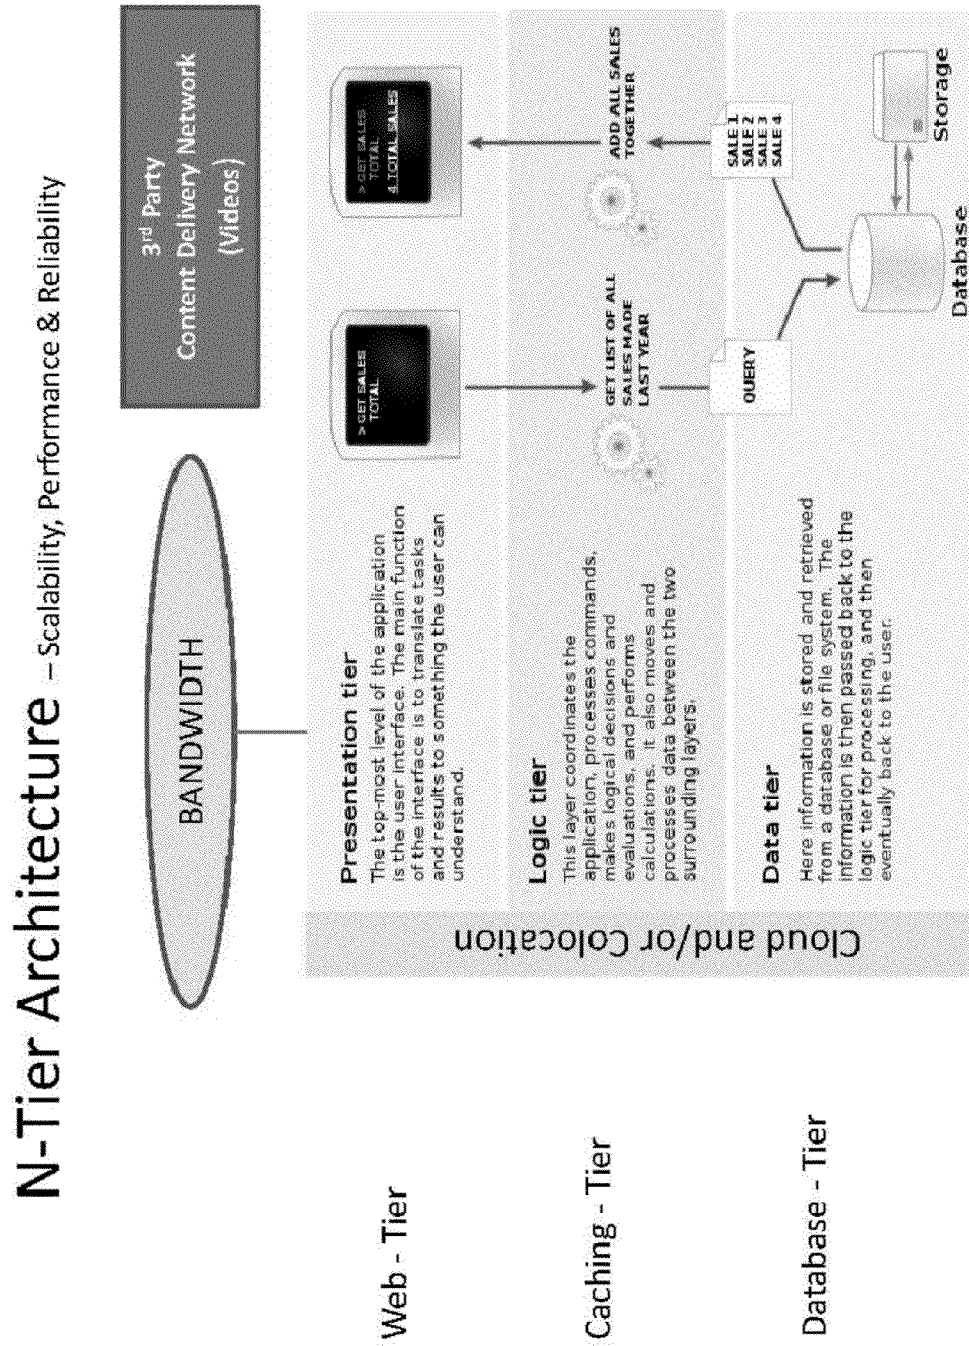 N-Tier Architecture – Scalability, Performance & Reliability
BANDWIDTH
3rd Party
Content Delivery Network
(Videos)
Web - Tier
Caching - Tier
Database - Tier
Cloud and/or Colocation
Presentation tier
The top-most level of the application
is the user interface. The main function
of the interface is to translate tasks
and results to something the user can
understand.
> GET SALES
TOTAL
> GET SALES
TOTAL
4 TOTAL SALES
Logic tier
This layer coordinates the
application, processes commands,
makes logical decisions and
evaluations, and performs
calculations. It also moves and
processes data between the two
surrounding layers.
GET LIST OF ALL
SALES MADE
LAST YEAR
ADD ALL SALES
TOGETHER
Data tier
Here information is stored and retrieved
from a database or file system. The
information is then passed back to the
logic tier for processing, and then
eventually back to the user.
QUERY
SALE 1
SALE 2
SALE 3
SALE 4
Database
Storage